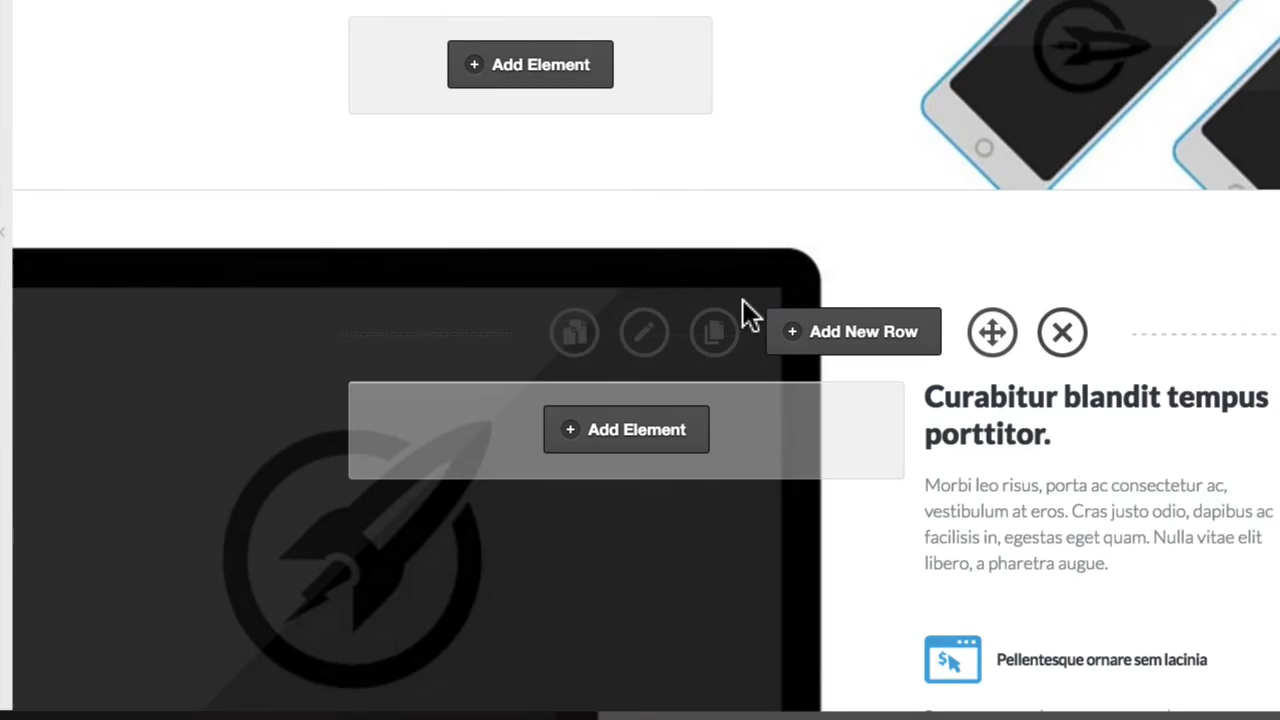 Add Element
Add New Row
Add Element
Curabitur blandit tempus
porttitor.
Morbi leo risus, porta ac consectetur ac,
vestibulum at eros. Cras justo odio, dapibus ac
facilisis in, egestas eget quam. Nulla vitae elit
libero, a pharetra augue.
$
Pellentesque ornare sem lacinia